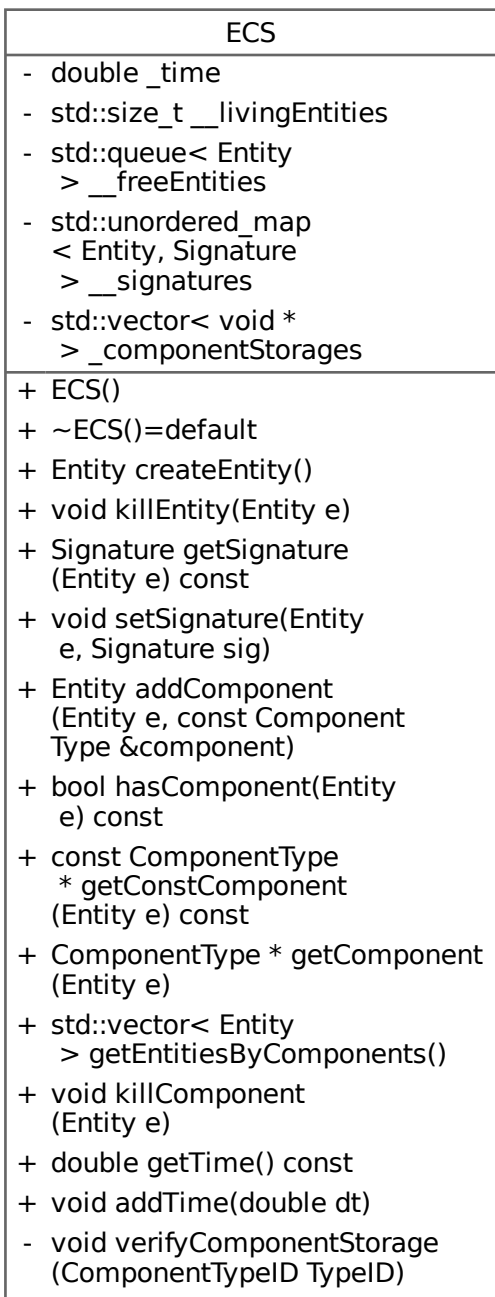 ECS
- double _time
- std::size_t __livingEntities
- std::queue< Entity
> __freeEntities
- std::unordered_map
< Entity, Signature
> __signatures
- std::vector< void *
> _componentStorages
+ ECS()
+ ~ECS()=default
+ Entity createEntity()
+ void killEntity(Entity e)
+ Signature getSignature
(Entity e) const
+ void setSignature(Entity
e, Signature sig)
+ Entity addComponent
(Entity e, const Component
Type &component)
+ bool hasComponent(Entity
e) const
+ const ComponentType
* getConstComponent
(Entity e) const
+ ComponentType * getComponent
(Entity e)
+ std::vector< Entity
> getEntitiesByComponents()
+ void killComponent
(Entity e)
+ double getTime() const
+ void addTime(double dt)
- void verifyComponentStorage
(ComponentTypeID TypeID)